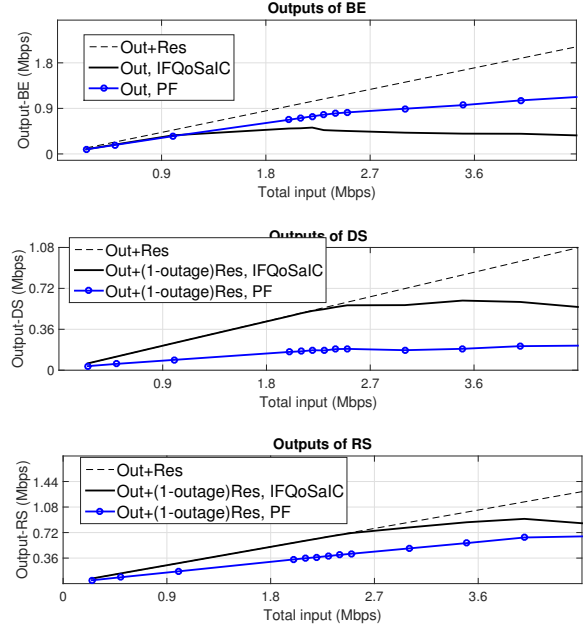 Outputs of BE
Output-BE (Mbps)
1.8
0.9
0
Out+Res
Out, IFQoSaIC
Out, PF
0.9
1.8
2.7
3.6
Total input (Mbps)
Outputs of DS
Output-DS (Mbps)
1.08
0.72
0.36
0
Out+Res
Out+(1-outage)Res, IFQoSaIC
Out+(1-outage)Res, PF
0.9
1.8
2.7
3.6
Total input (Mbps)
Outputs of RS
Output-RS (Mbps)
1.44
1.08
0.72
0.36
Out+Res
Out+(1-outage)Res, IFQoSaIC
Out+(1-outage)Res, PF
0
0.9
1.8
2.7
3.6
Total input (Mbps)